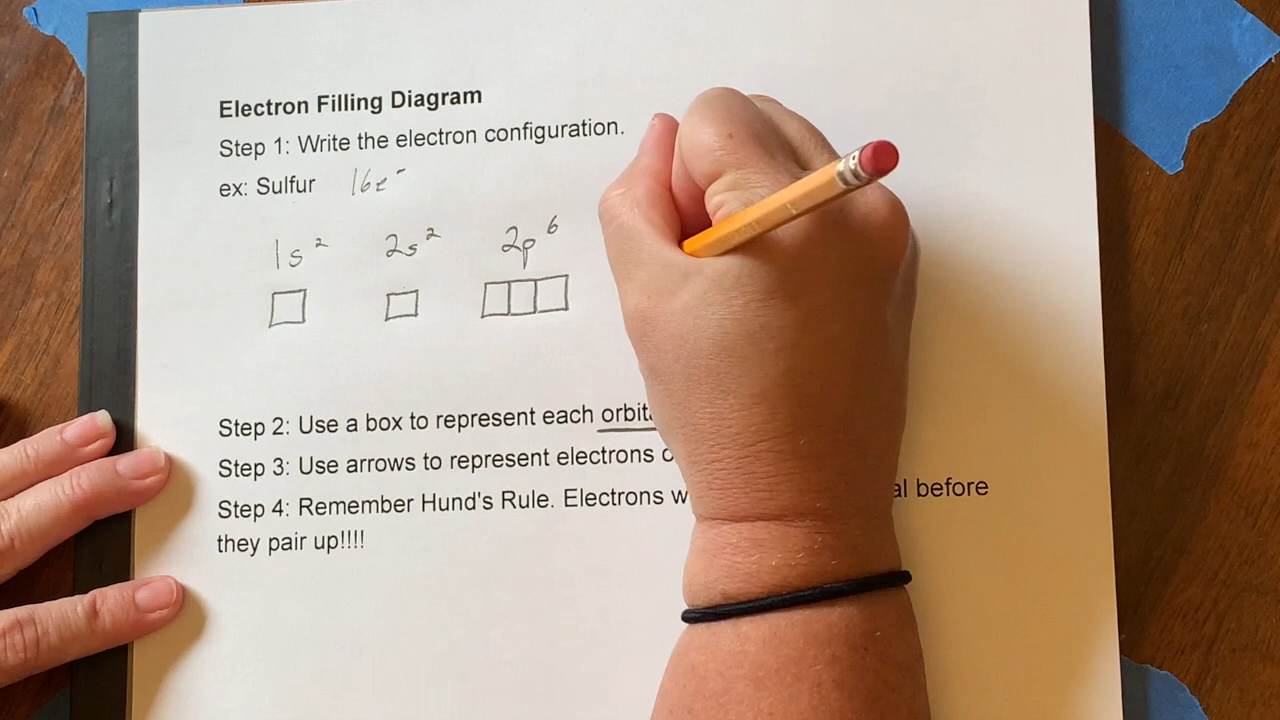 Electron Filling Diagram
Step 1: Write the electron configuration.
ex: Sulfur 16e⁻
1s² 2s² 2p⁶
Step 2: Use a box to represent each
Step 3: Use arrows to represent electrons
Step 4: Remember Hund's Rule. Electrons before
they pair up!!!!